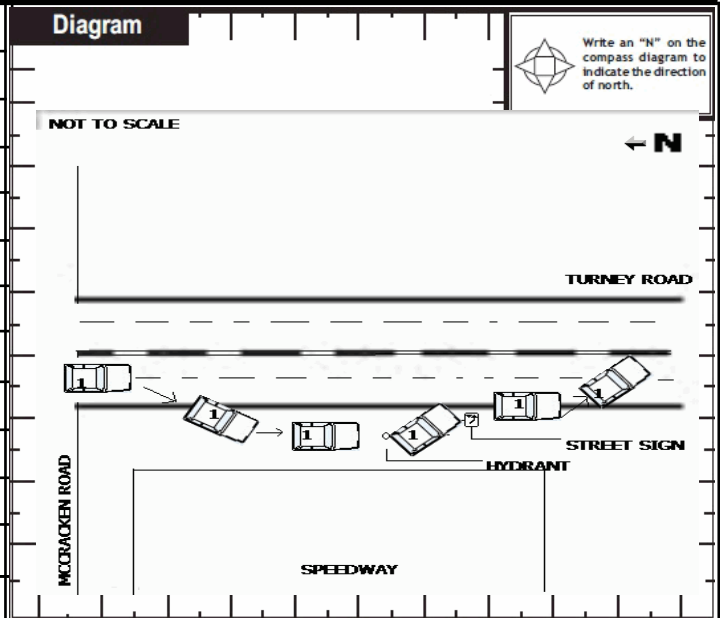 Diagram
Write an "N" on the
compass diagram to
indicate the direction
of north.
NOT TO SCALE
← N
TURNEY ROAD
1
1
1
1
1
1
STREET SIGN
HYDRANT
MCCRACKEN ROAD
SPEEDWAY